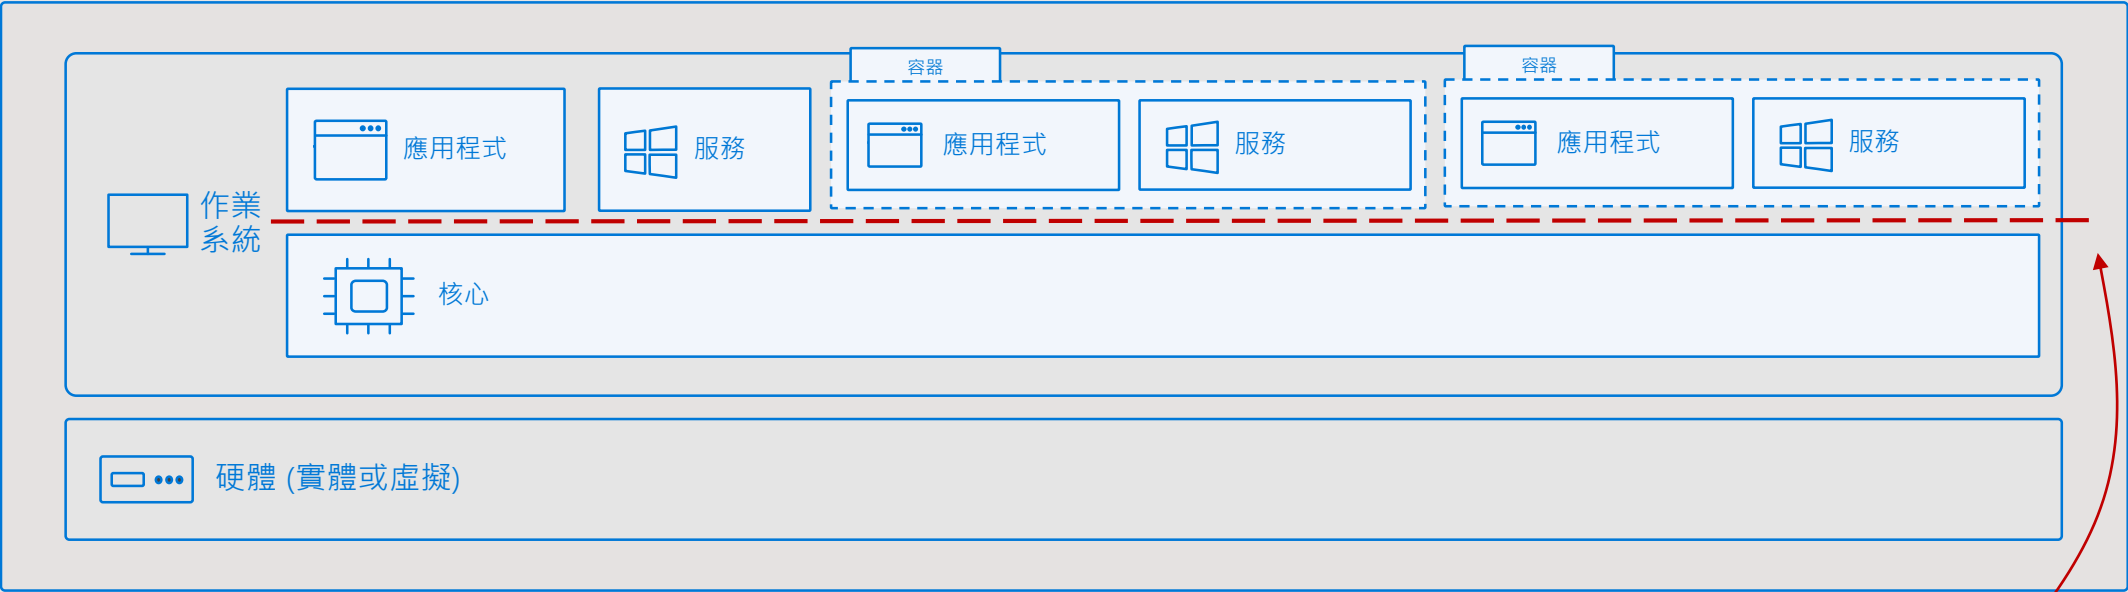 容器
容器
應用程式
服務
應用程式
服務
應用程式
服務
作業
系統
核心
硬體 (實體或虛擬)